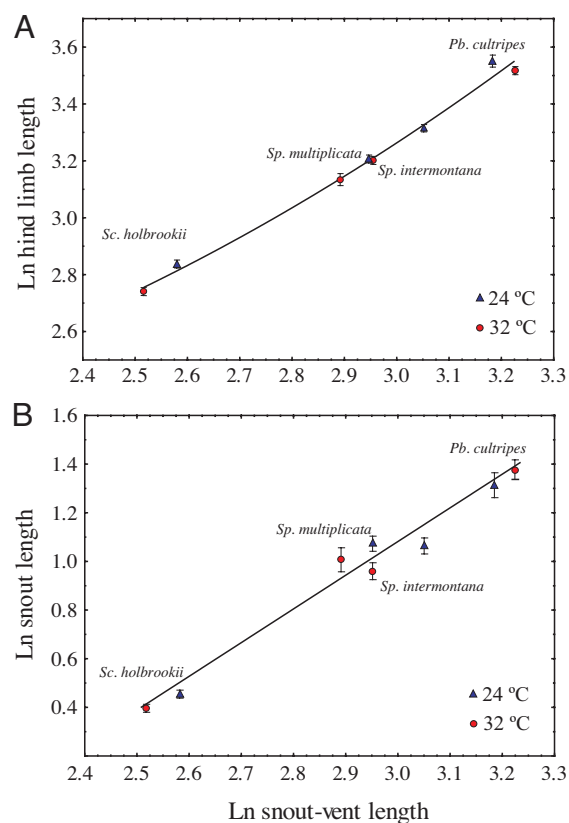 A
3.6
Pb. cultripes
3.4
3.2
Sp. multiplicata
Sp. intermontana
3.0
Sc. holbrookii
2.8
24 ºC
2.6
32 ºC
Ln hind limb length
2.4 2.5 2.6 2.7 2.8 2.9 3.0 3.1 3.2 3.3
B
1.6
Pb. cultripes
1.4
1.2
Sp. multiplicata
1.0
Sp. intermontana
0.8
0.6
Sc. holbrookii
24 ºC
0.4
32 ºC
Ln snout length
2.4 2.5 2.6 2.7 2.8 2.9 3.0 3.1 3.2 3.3
Ln snout-vent length